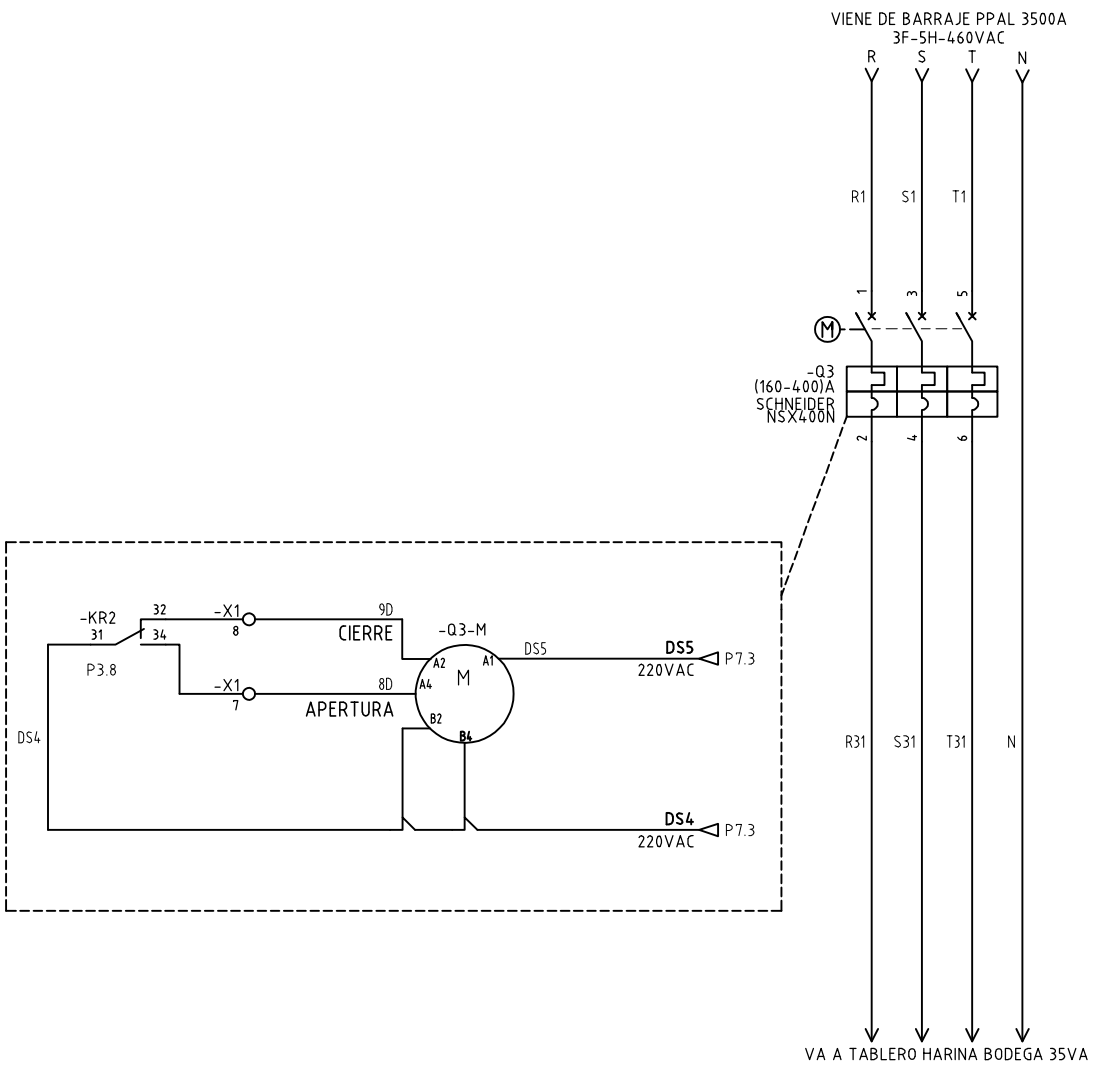 VIENE DE BARRAJE PPAL 3500A
3F-5H-460VAC
R S T N
R1 S1 T1
1 3 5
M
-Q3
(160-400)A
SCHNEIDER
NSX400N
2 4 6
-KR2
31
32
34
P3.8
-X1
8
9D
CIERRE
-Q3-M
A2
A1
M
A4
B2
B4
DS5
DS5
220VAC
P7.3
-X1
7
8D
APERTURA
DS4
R31 S31 T31 N
DS4
220VAC
P7.3
VA A TABLERO HARINA BODEGA 35VA